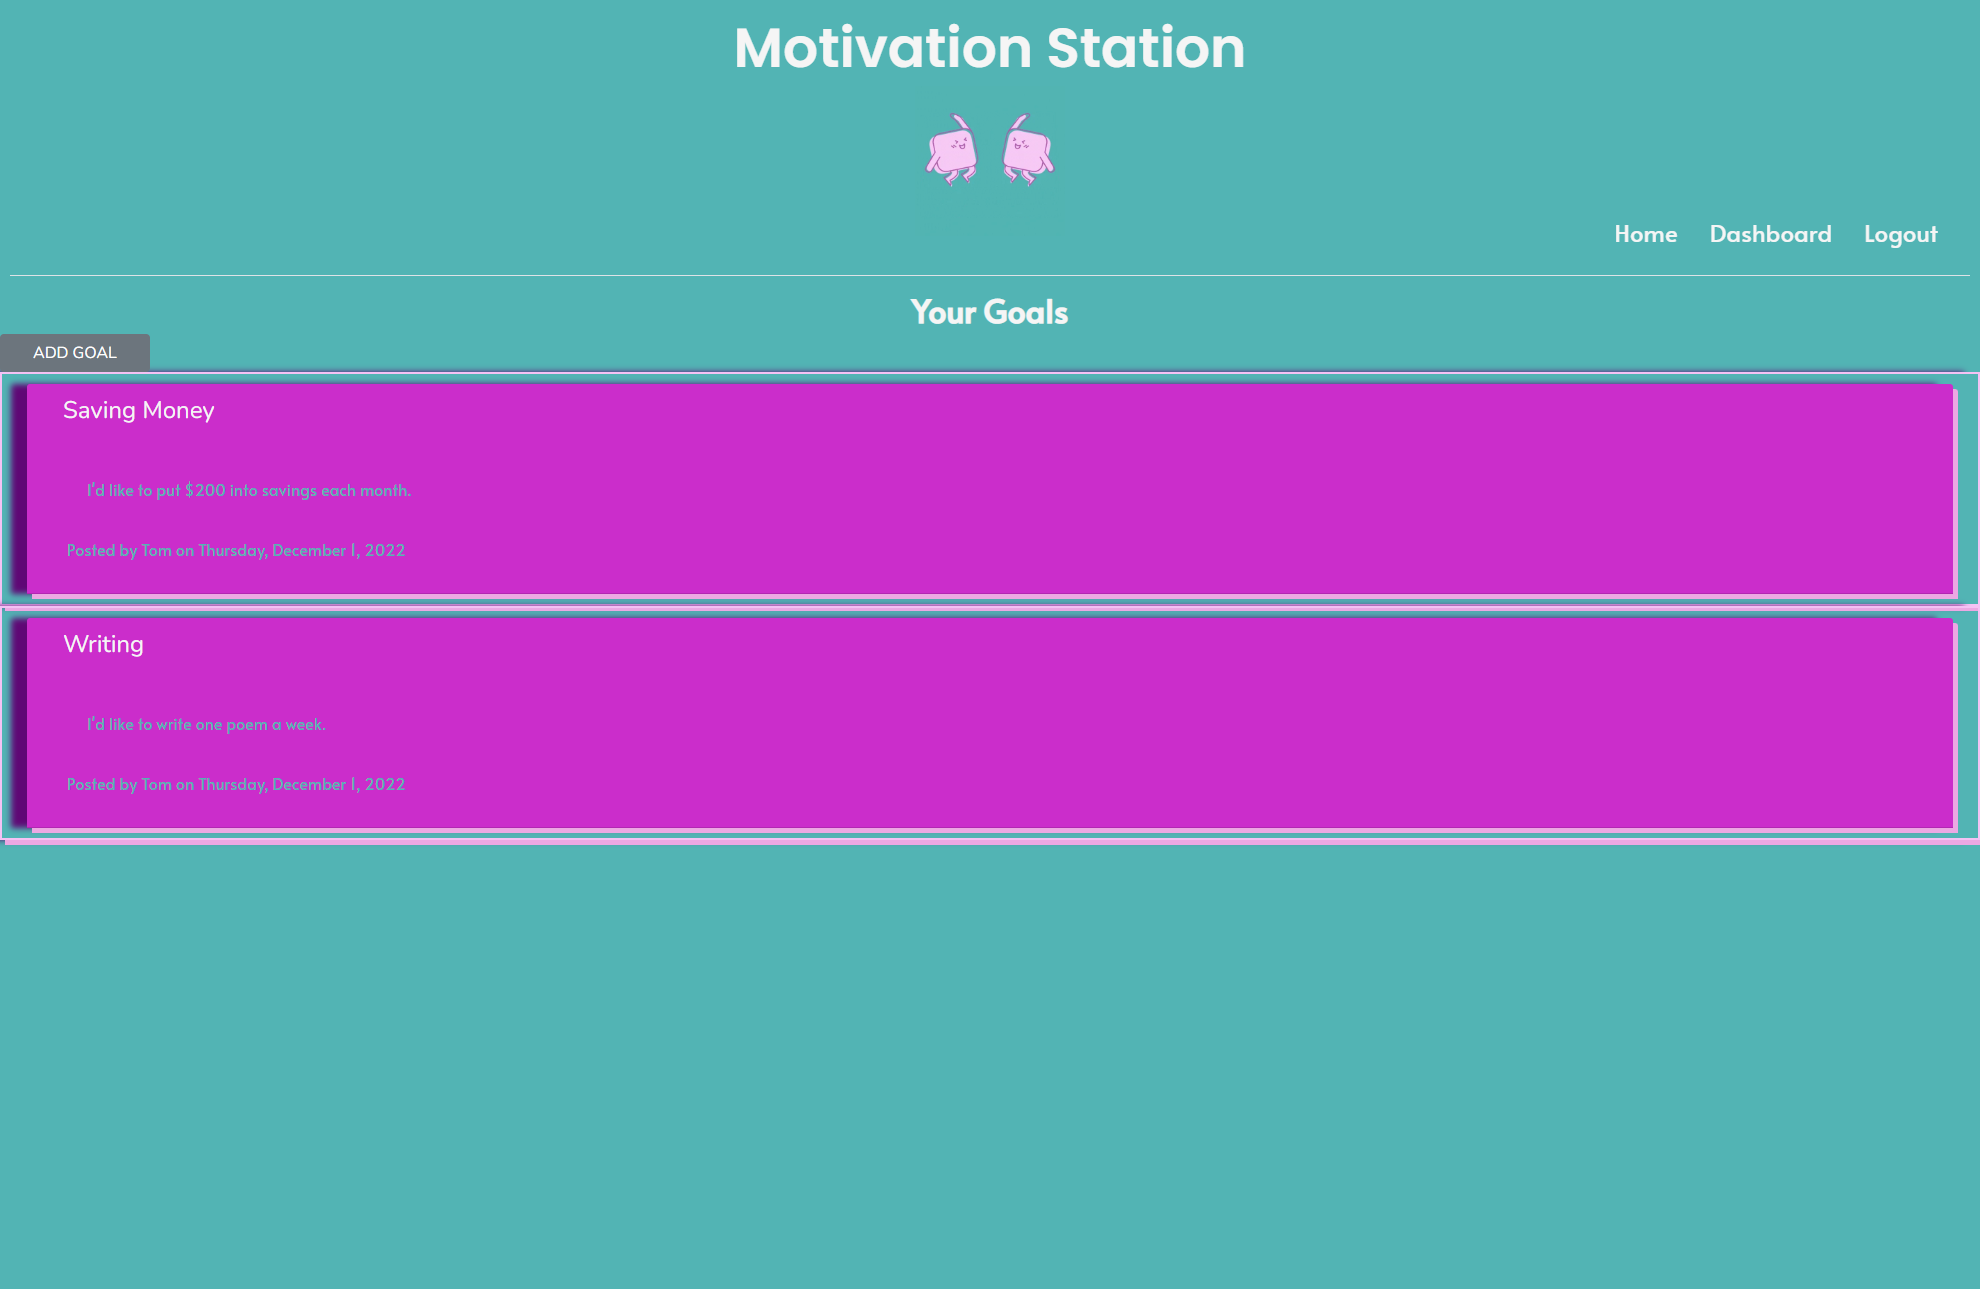 Motivation Station
Home Dashboard Logout
Your Goals
ADD GOAL
Saving Money
I'd like to put $200 into savings each month.
Posted by Tom on Thursday, December 1, 2022
Writing
I'd like to write one poem a week.
Posted by Tom on Thursday, December 1, 2022